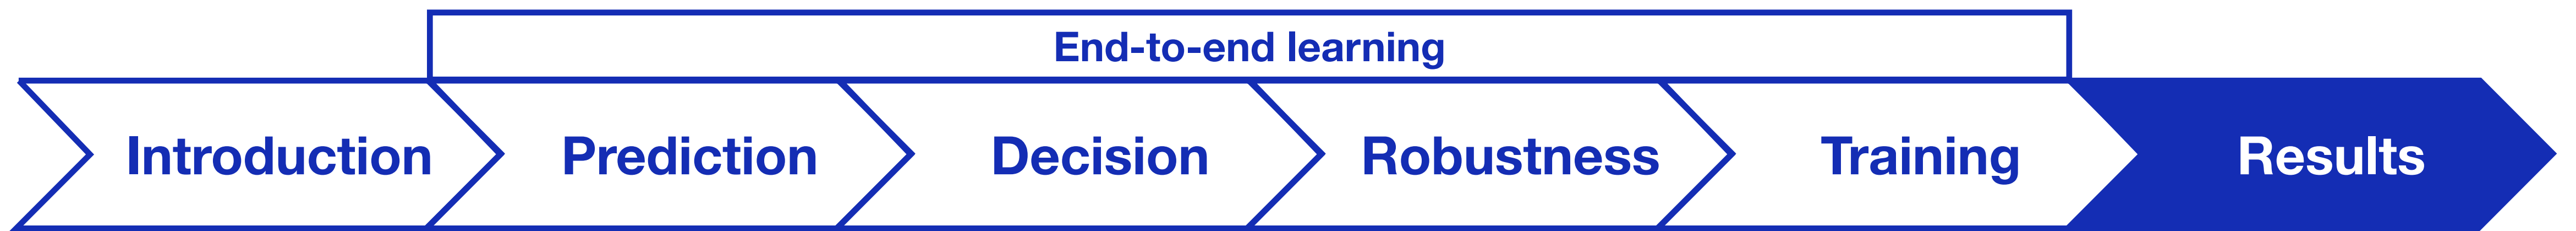 End-to-end learning
Introduction Prediction Decision Robustness Training Results